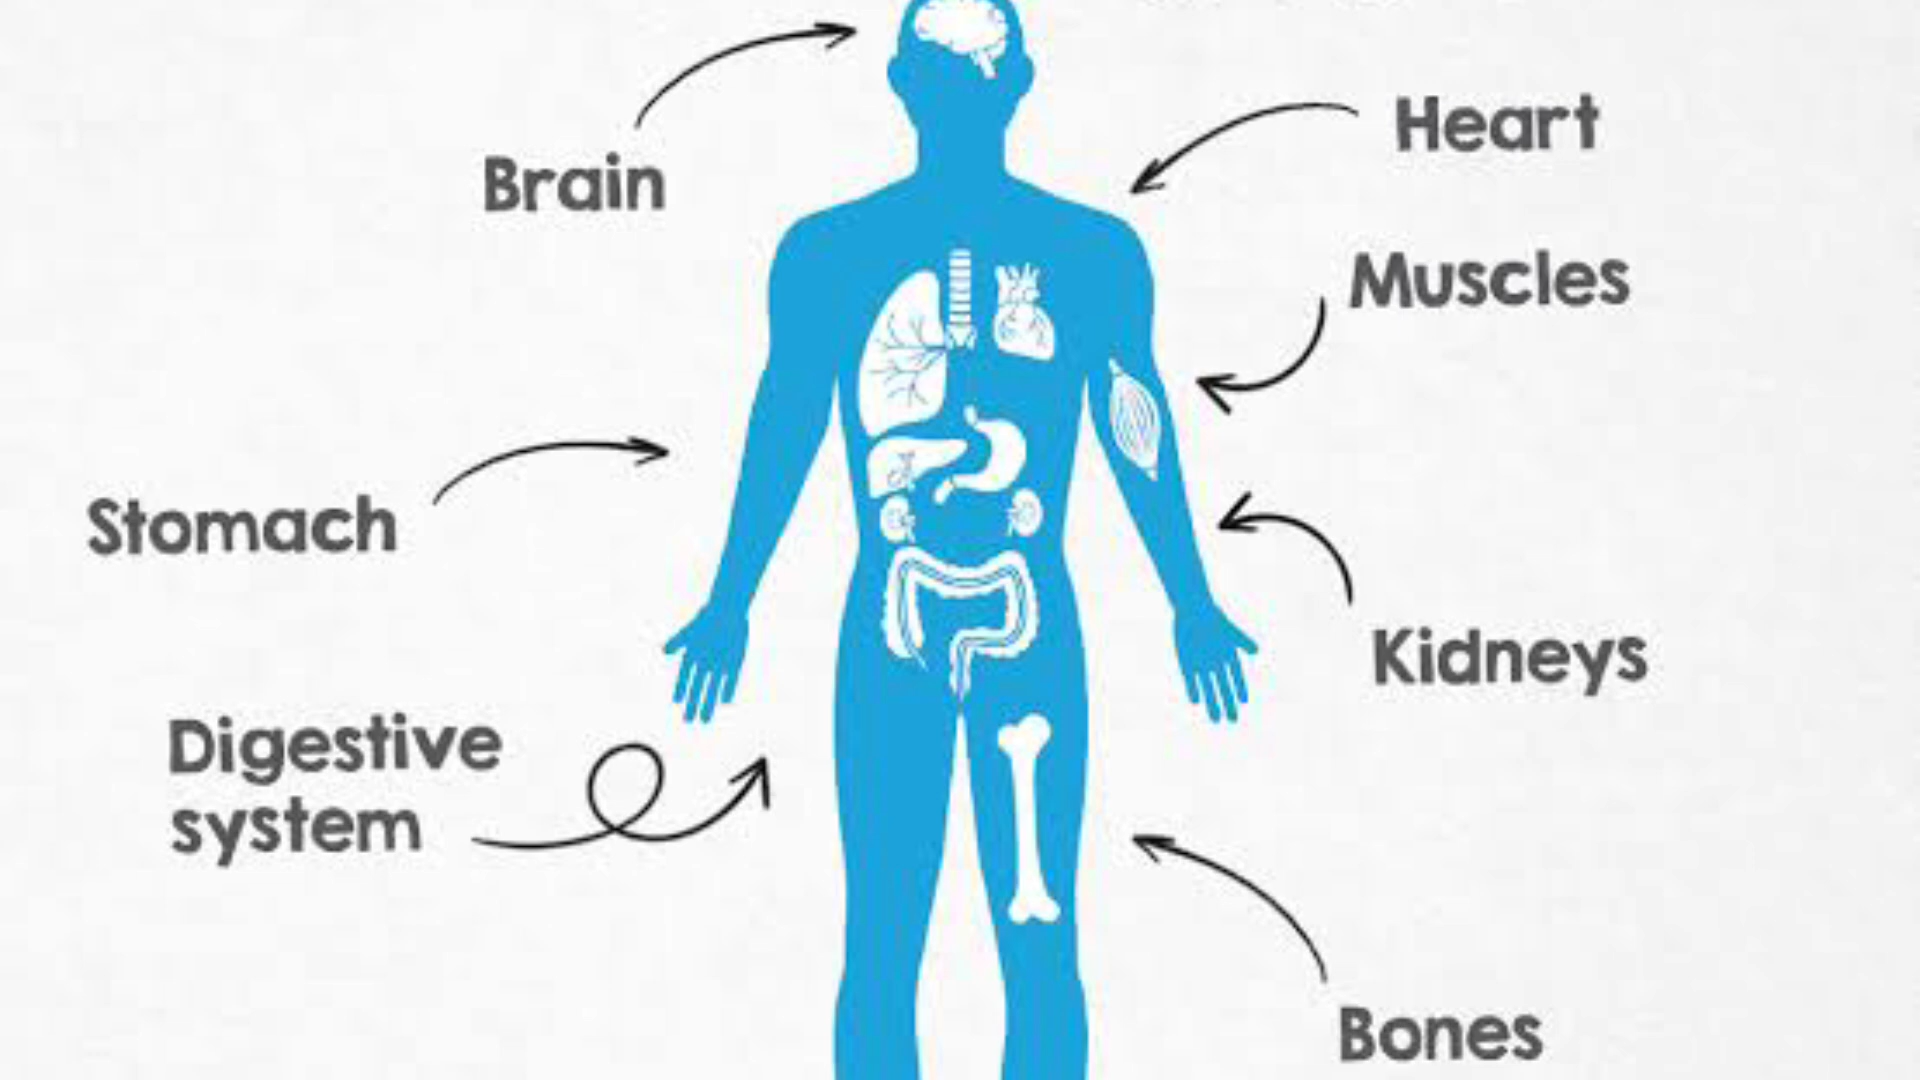 Brain
Heart
Muscles
Stomach
Kidneys
Digestive
system
Bones